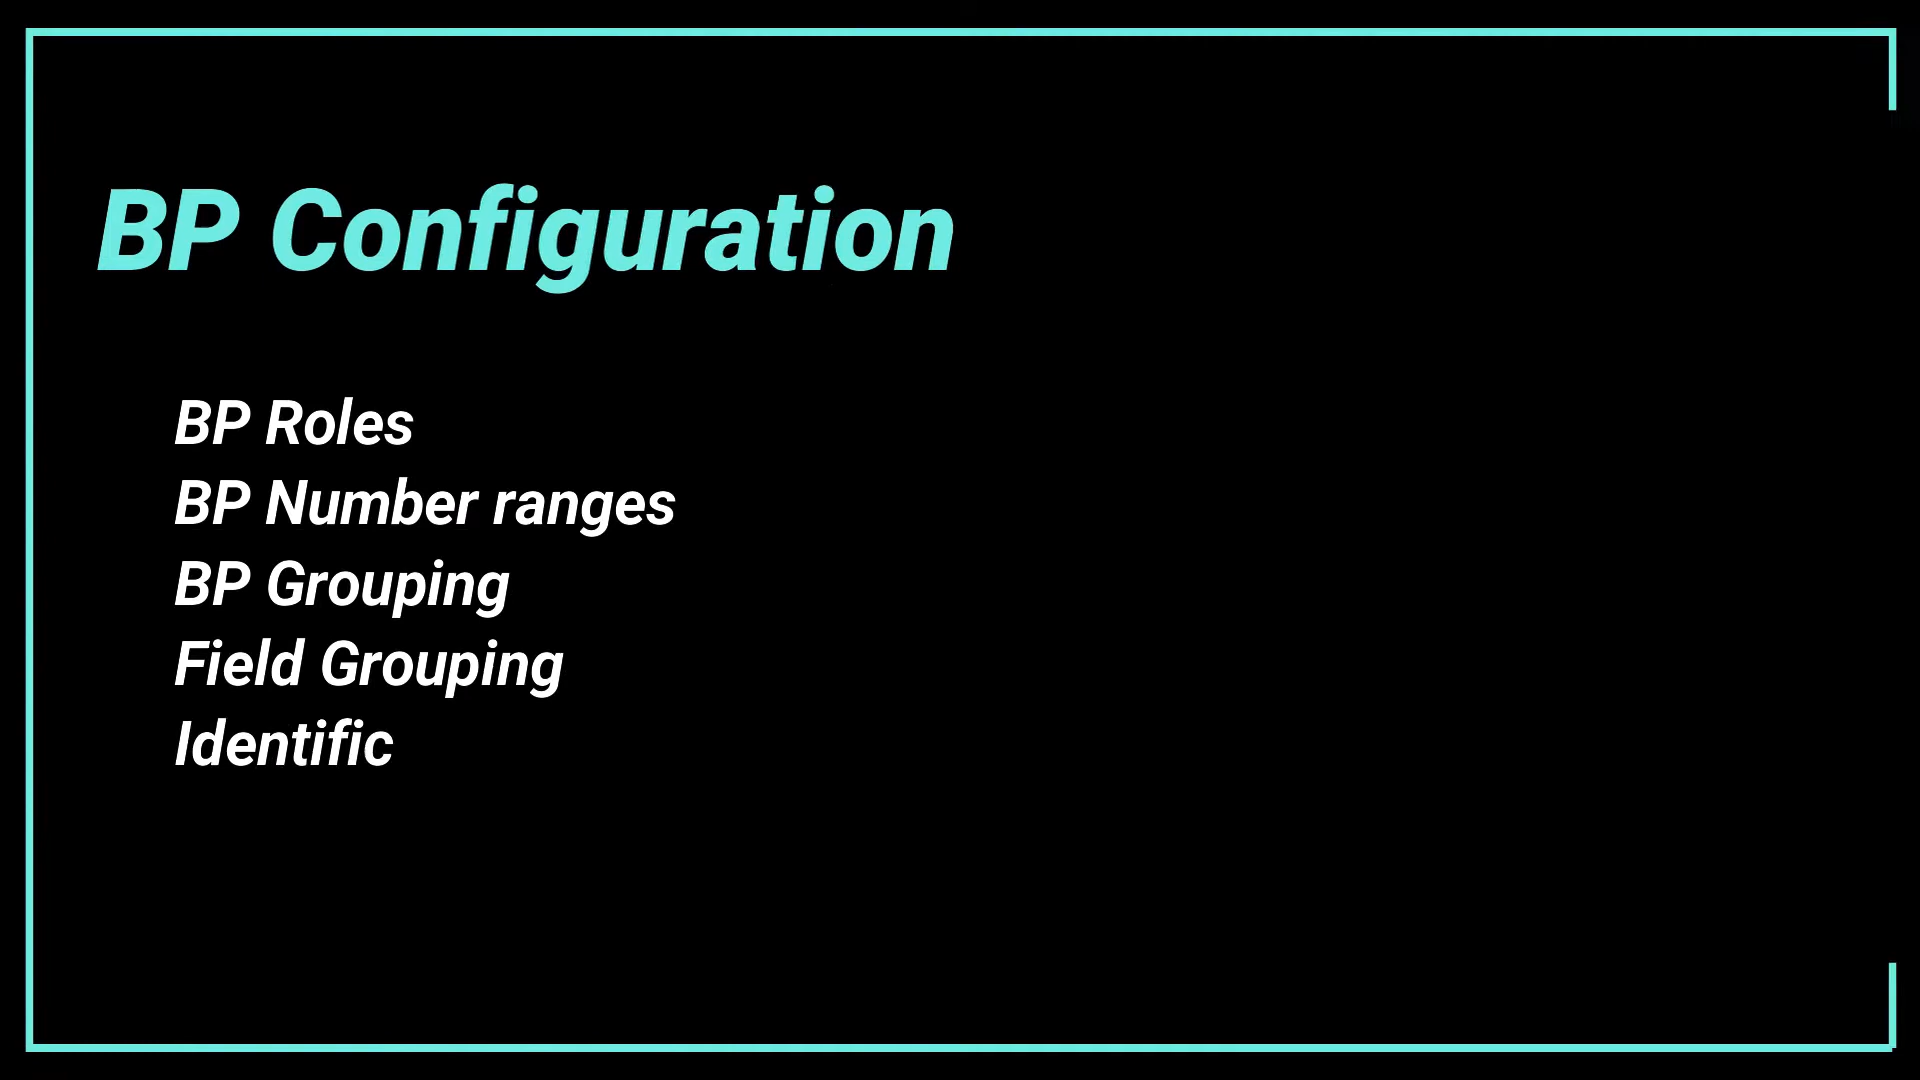 BP Configuration
BP Roles
BP Number ranges
BP Grouping
Field Grouping
Identific